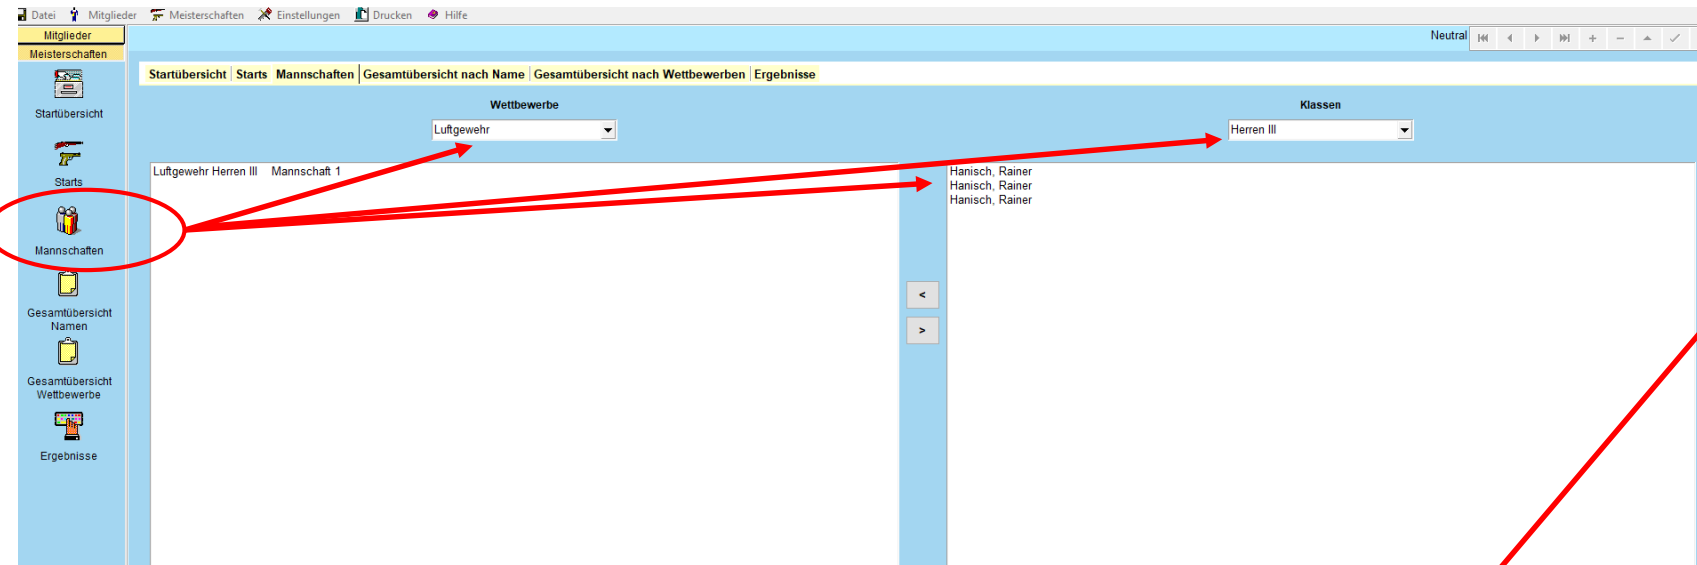 Datei Mitglieder Meisterschaften Einstellungen Drucken Hilfe
Mitglieder
Neutral
Meisterschaften
Startübersicht Starts Mannschaften Gesamtübersicht nach Name Gesamtübersicht nach Wettbewerben Ergebnisse
Wettbewerbe
Klassen
Luftgewehr
Herren III
Startübersicht
Starts
Mannschaften
Gesamtübersicht
Namen
Gesamtübersicht
Wettbewerbe
Ergebnisse
Luftgewehr Herren III Mannschaft 1
Hanisch, Rainer
Hanisch, Rainer
Hanisch, Rainer
<
>